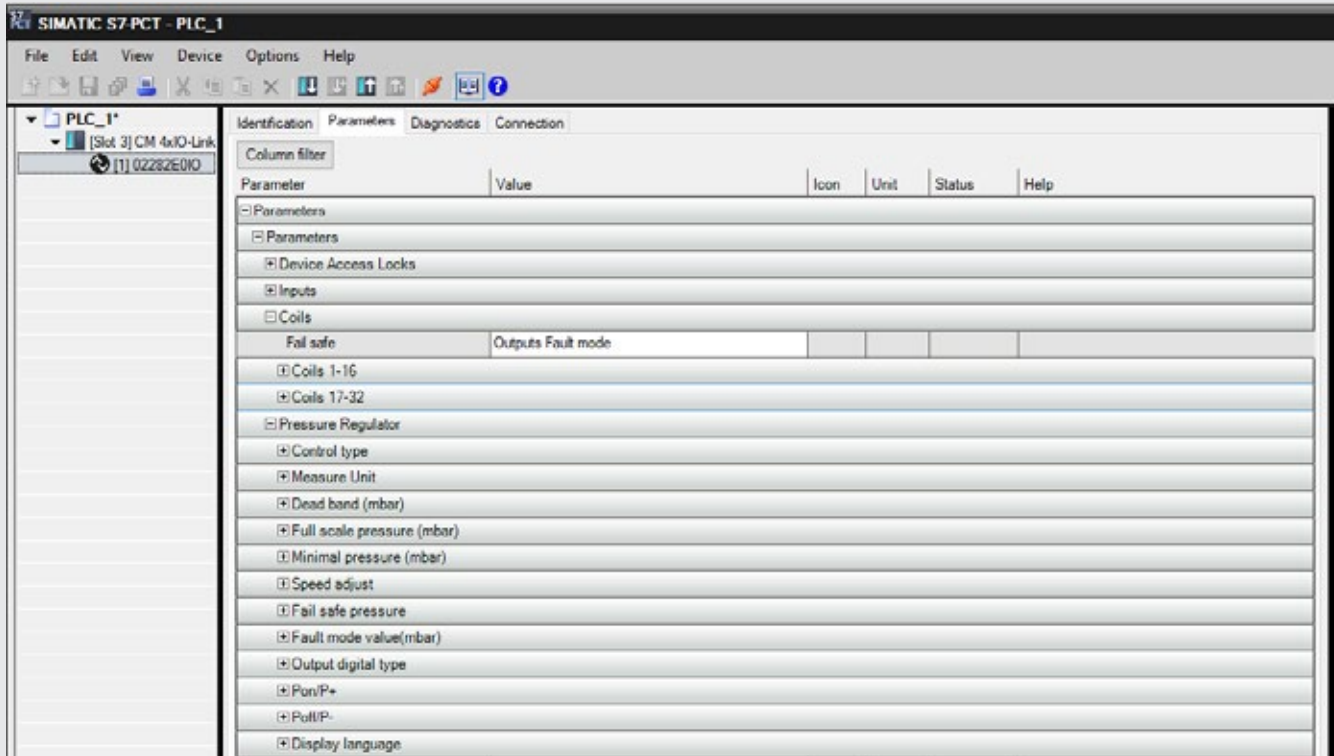 SIMATIC S7-PCT - PLC_1
File Edit View Device Options Help
PLC_1*
[Slot 3] CM 4xIO-Link
[1] 02282E0IO
Identification Parameters Diagnostics Connection
Column filter
Parameter Value Icon Unit Status Help
Parameters
Parameters
Device Access Locks
Inputs
Coils
Fail safe Outputs Fault mode
Coils 1-16
Coils 17-32
Pressure Regulator
Control type
Measure Unit
Dead band (mbar)
Full scale pressure (mbar)
Minimal pressure (mbar)
Speed adjust
Fail safe pressure
Fault mode value(mbar)
Output digital type
Pon/P+
Poff/P-
Display language